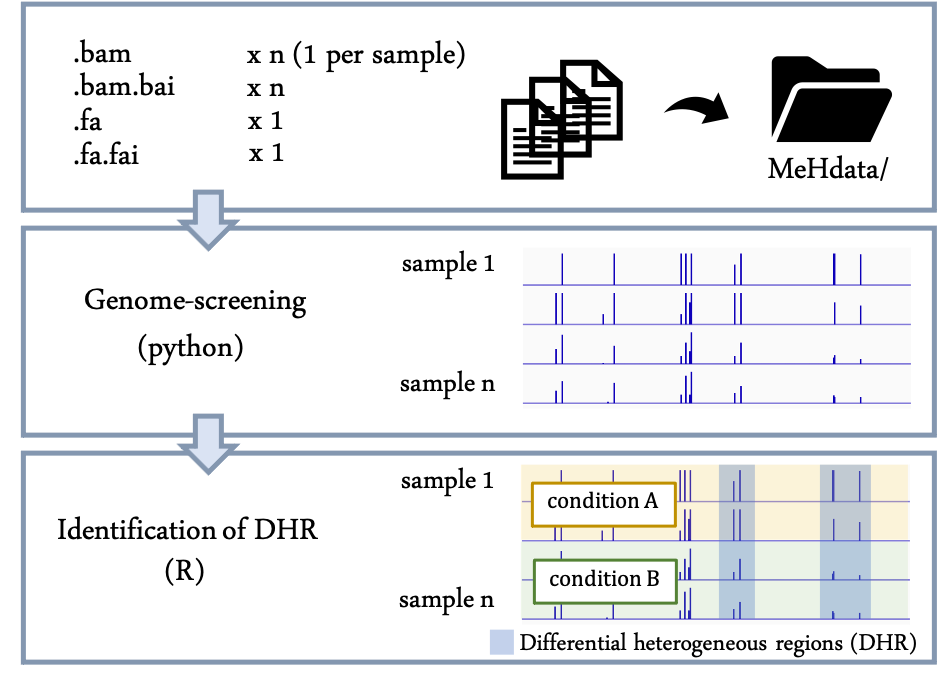 .bam x n (1 per sample)
.bam.bai x n
.fa x 1
.fa.fai x 1
MeHdata/
Genome-screening
(python)
sample 1
sample n
Identification of DHR
(R)
sample 1
condition A
condition B
sample n
Differential heterogeneous regions (DHR)